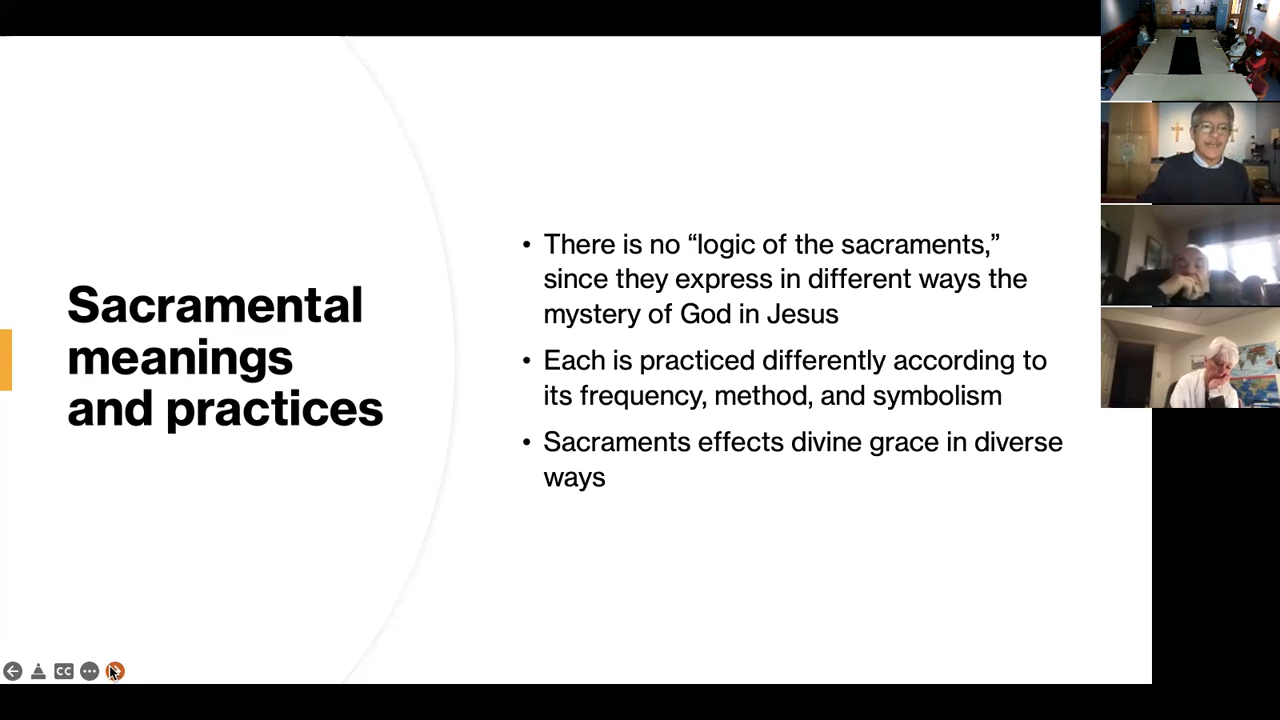 Sacramental
meanings
and practices
• There is no “logic of the sacraments,”
since they express in different ways the
mystery of God in Jesus
• Each is practiced differently according to
its frequency, method, and symbolism
• Sacraments effects divine grace in diverse
ways
CC